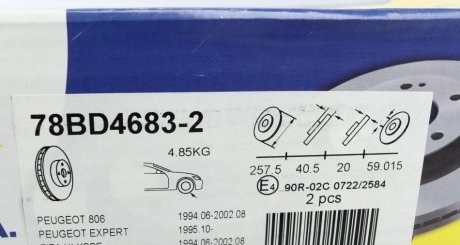 78BD4683-2
4.85KG
257.5 40.5 20 59.015
E4 90R-02C 0722/2584
2 pcs
PEUGEOT 806 1994.06-2002.08
PEUGEOT EXPERT 1995.10-
1994.06-2002.08